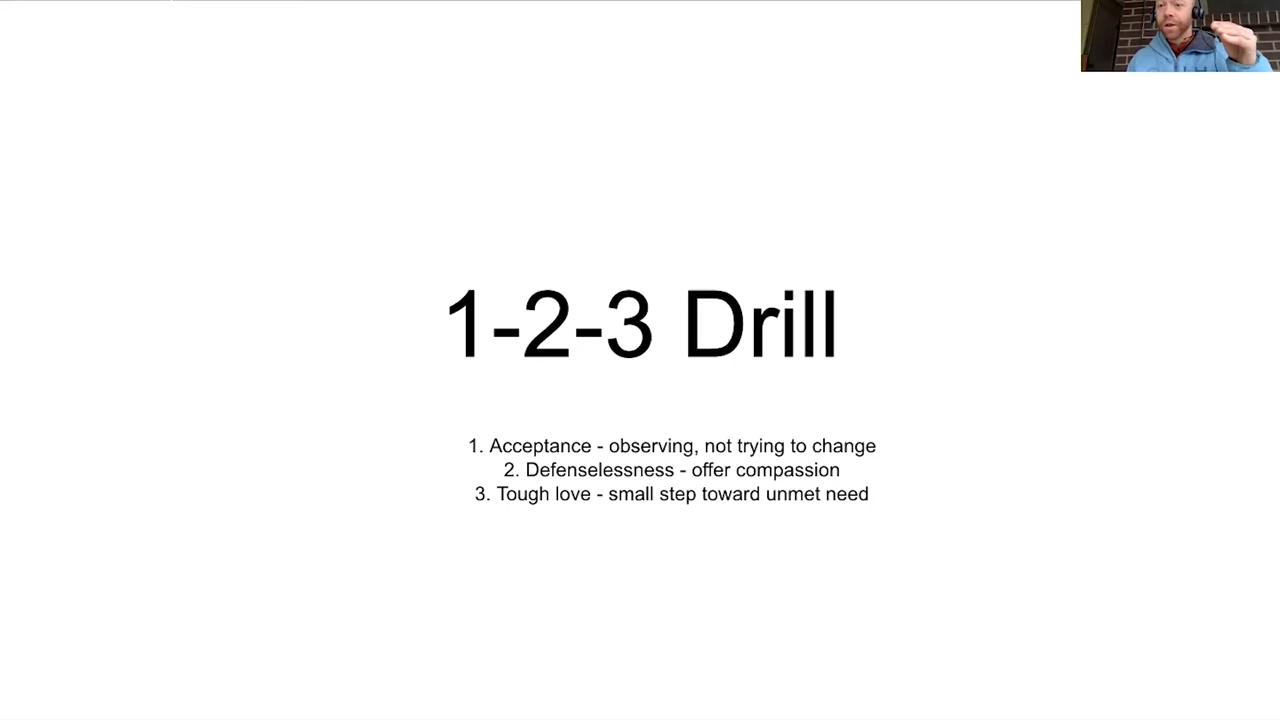 1-2-3 Drill
1. Acceptance - observing, not trying to change
2. Defenselessness - offer compassion
3. Tough love - small step toward unmet need